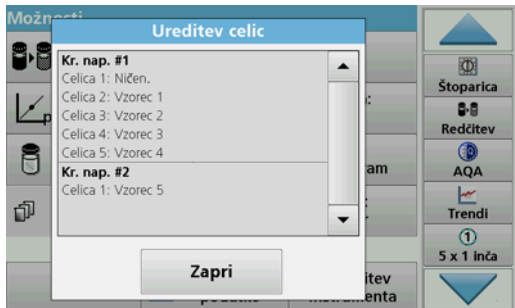 Možnosti
Ureditev celic
Kr. nap. #1
Celica 1: Ničen.
Celica 2: Vzorec 1
Celica 3: Vzorec 2
Celica 4: Vzorec 3
Celica 5: Vzorec 4
Kr. nap. #2
Celica 1: Vzorec 5
Zapri
Štoparica
Redčitev
AQA
Trendi
1
5 x 1 inča